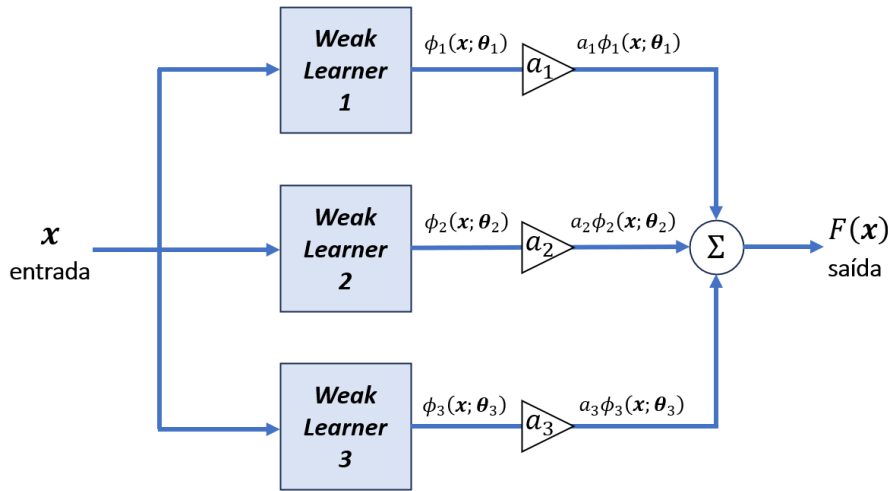 Weak
Learner
1
ϕ₁(x; θ₁)
a₁
a₁ϕ₁(x; θ₁)
x
entrada
Weak
Learner
2
ϕ₂(x; θ₂)
a₂
a₂ϕ₂(x; θ₂)
Σ
F(x)
saída
Weak
Learner
3
ϕ₃(x; θ₃)
a₃
a₃ϕ₃(x; θ₃)